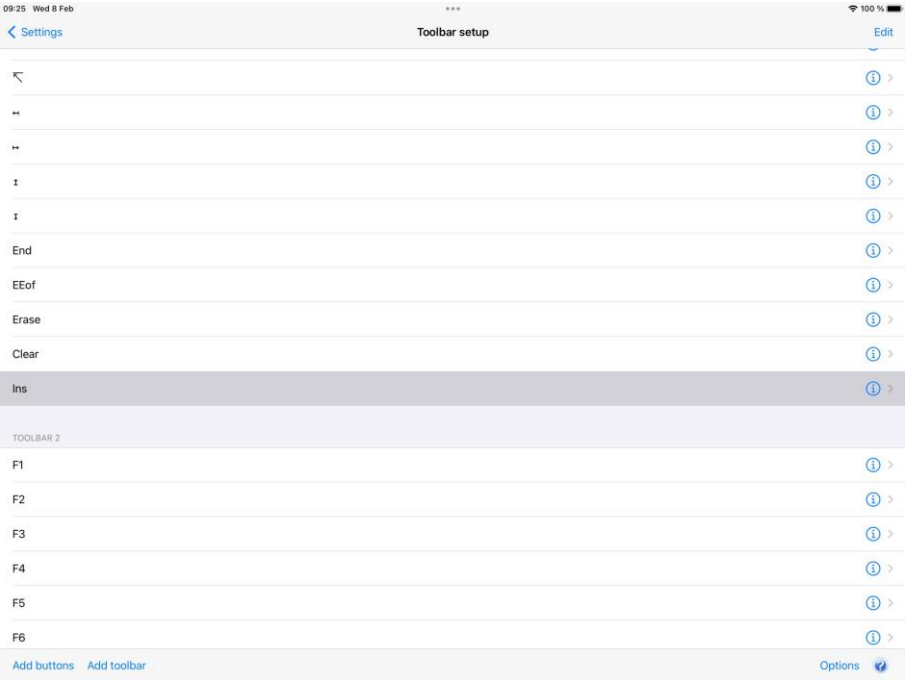 09:25 Wed 8 Feb
100 %
Settings
Toolbar setup
Edit
↸
↤
↦
↥
↧
End
EEof
Erase
Clear
Ins
TOOLBAR 2
F1
F2
F3
F4
F5
F6
Add buttons Add toolbar
Options